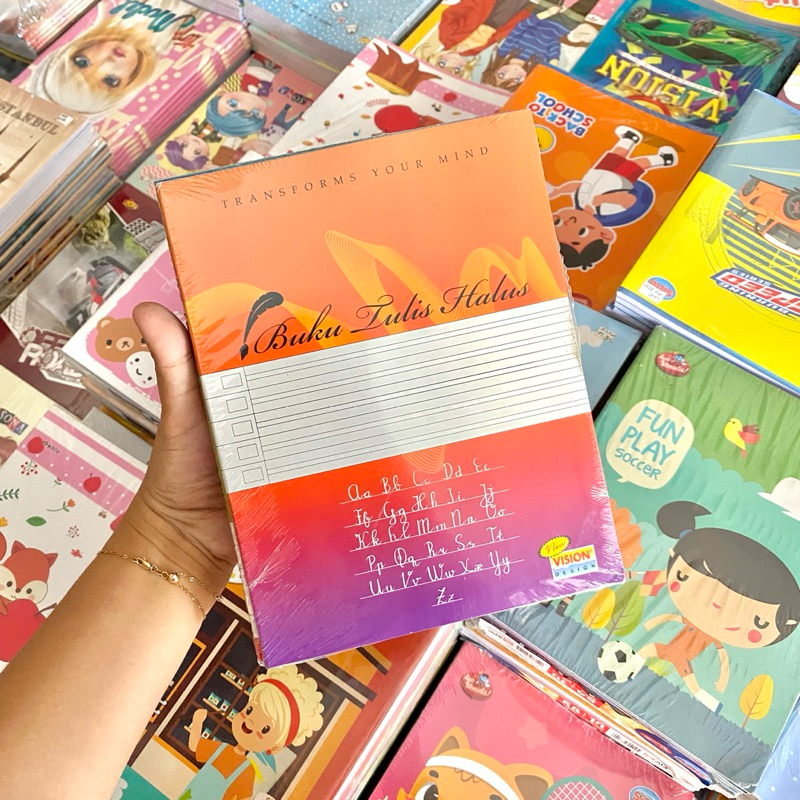 TRANSFORMS YOUR MIND
Buku Tulis Halus
Aa Bb Cc Dd Ee
Ff Gg Hh Ii Jj
Kk Ll Mm Nn Oo
Pp Qq Rr Ss Tt
Uu Vv Ww Xx Yy
Zz
New
VISION
DESIGN
ISTANBUL
Model
BACK TO
SCHOOL
VISION
FUN
PLAY
SOCCER